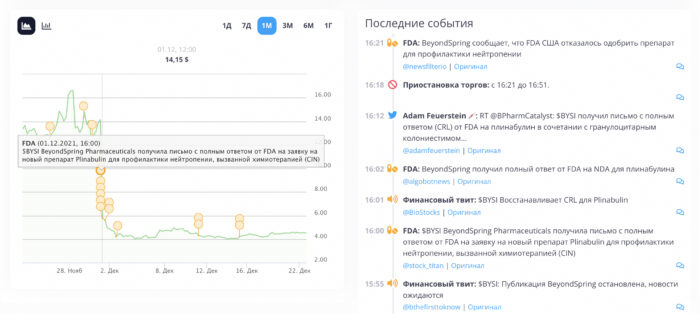 1Д 7Д 1М 3М 6М 1Г
01.12, 12:00
14,15 $
16.00
14.00
12.00
FDA (01.12.2021, 16:00)
$BYSI BeyondSpring Pharmaceuticals получила письмо с полным ответом от FDA на заявку на
новый препарат Plinabulin для профилактики нейтропении, вызванной химиотерапией (CIN)
8.00
6.00
4.00
2.00
28. Нояб 2. Дек 8. Дек 12. Дек 16. Дек 22. Дек
Последние события
16:21 FDA: BeyondSpring сообщает, что FDA США отказалось одобрить препарат
для профилактики нейтропении
@newsfilterio | Оригинал
16:18 Приостановка торгов: с 16:21 до 16:51.
16:12 Adam Feuerstein: RT @BPharmCatalyst: $BYSI получил письмо с полным
ответом (CRL) от FDA на плинабулин в сочетании с гранулоцитарным
колониестимом...
@adamfeuerstein | Оригинал
16:02 FDA: BeyondSpring получил полный ответ от FDA на NDA для плинабулина
@algobotnews | Оригинал
16:01 Финансовый твит: $BYSI Восстанавливает CRL для Plinabulin
@BioStocks | Оригинал
16:00 FDA: $BYSI BeyondSpring Pharmaceuticals получила письмо с полным
ответом от FDA на заявку на новый препарат Plinabulin для профилактики
нейтропении, вызванной химиотерапией (CIN)
@stock_titan | Оригинал
15:55 Финансовый твит: $BYSI: Публикация BeyondSpring остановлена, новости
ожидаются
@bthefirsttoknow | Оригинал